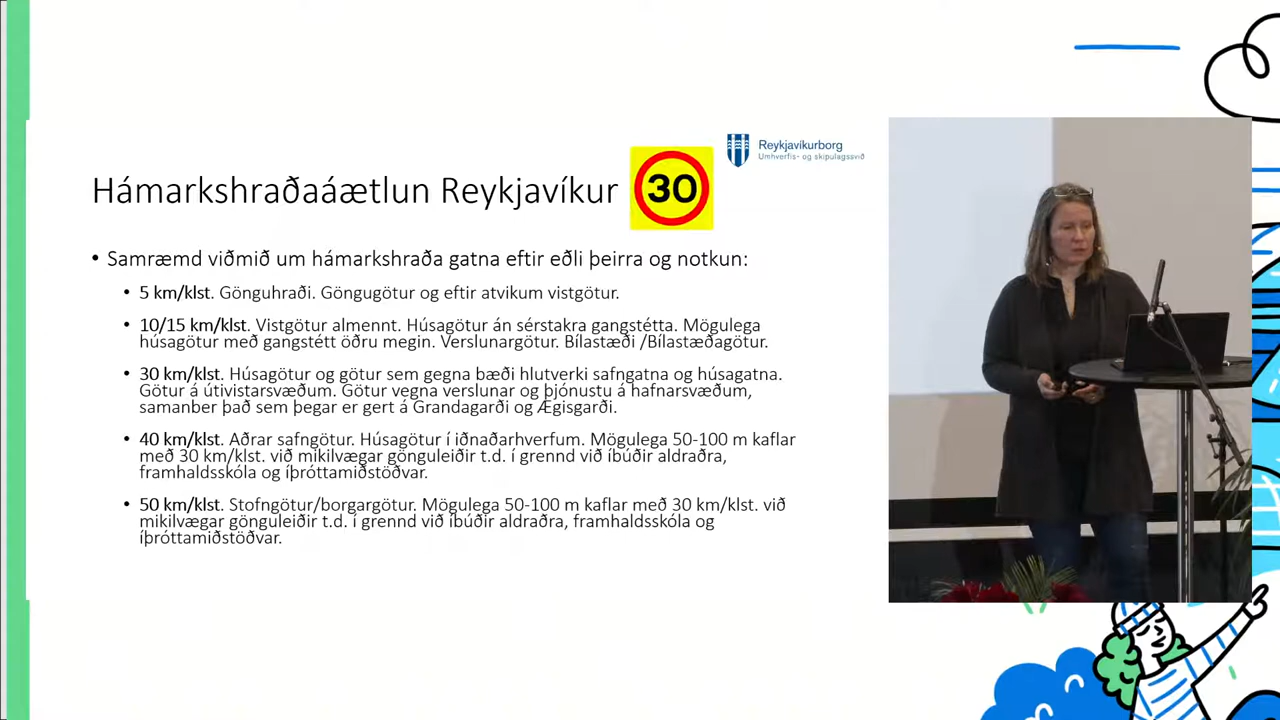 Reykjavíkurborg
Umhverfis- og skipulagssvið
Hámarkshraðaáætlun Reykjavíkur
30
• Samræmd viðmið um hámarkshraða gatna eftir eðli þeirra og notkun:
• 5 km/klst. Gönguhraði. Göngugötur og eftir atvikum vistgötur.
• 10/15 km/klst. Vistgötur almennt. Húsagötur án sérstakra gangstétta. Mögulega
húsagötur með gangstétt öðru megin. Verslunargötur. Bílastæði /Bílastæðagötur.
• 30 km/klst. Húsagötur og götur sem gegna bæði hlutverki safngatna og húsagatna.
Götur á útivistarsvæðum. Götur vegna verslunar og þjónustu á hafnarsvæðum,
samanber það sem þegar er gert á Grandagarði og Ægisgarði.
• 40 km/klst. Aðrar safngötur. Húsagötur í iðnaðarhverfum. Mögulega 50-100 m kaflar
með 30 km/klst. við mikilvægar gönguleiðir t.d. í grennd við íbúðir aldraðra,
framhaldsskóla og íþróttamiðstöðvar.
• 50 km/klst. Stofngötur/borgargötur. Mögulega 50-100 m kaflar með 30 km/klst. við
mikilvægar gönguleiðir t.d. í grennd við íbúðir aldraðra, framhaldsskóla og
íþróttamiðstöðvar.